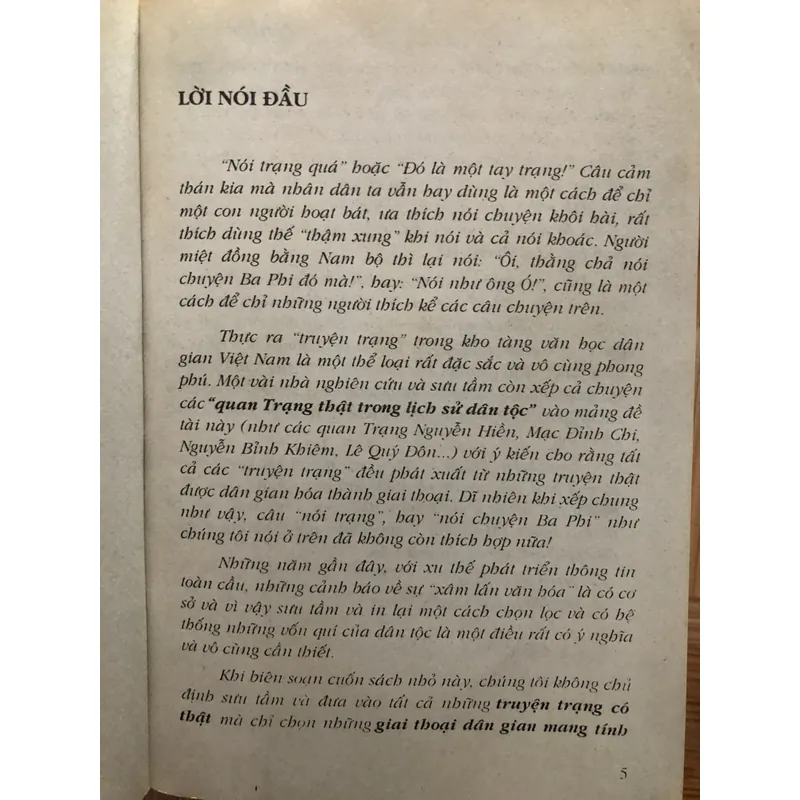 LỜI NÓI ĐẦU
“Nói trạng quá” hoặc “Đó là một tay trạng!” Câu cảm
thán kia mà nhân dân ta vẫn hay dùng là một cách để chỉ
một con người hoạt bát, ưa thích nói chuyện khôi hài, rất
thích dùng thế “thậm xưng” khi nói và cả nói khoác. Người
miệt đồng bằng Nam bộ thì lại nói: “Ôi, thằng chả nói
chuyện Ba Phi đó mà!”, hay: “Nói như ông Ó!”, cũng là một
cách để chỉ những người thích kể các câu chuyện trên.
Thực ra “truyện trạng” trong kho tàng văn học dân
gian Việt Nam là một thể loại rất đặc sắc và vô cùng phong
phú. Một vài nhà nghiên cứu và sưu tầm còn xếp cả chuyện
các “quan Trạng thật trong lịch sử dân tộc” vào mảng đề
tài này (như các quan Trạng Nguyễn Hiền, Mạc Đỉnh Chi,
Nguyễn Bỉnh Khiêm, Lê Quý Đôn...) với ý kiến cho rằng tất
cả các “truyện trạng” đều phát xuất từ những truyện thật
được dân gian hóa thành giai thoại. Dĩ nhiên khi xếp chung
như vậy, câu “nói trạng”, hay “nói chuyện Ba Phi” như
chúng tôi nói ở trên đã không còn thích hợp nữa!
Những năm gần đây, với xu thế phát triển thông tin
toàn cầu, những cảnh báo về sự “xâm lấn văn hóa” là có cơ
sở và vì vậy sưu tầm và in lại một cách chọn lọc và có hệ
thống những vốn quí của dân tộc là một điều rất có ý nghĩa
và vô cùng cần thiết.
Khi biên soạn cuốn sách nhỏ này, chúng tôi không chủ
định sưu tầm và đưa vào tất cả những truyện trạng có
thật mà chỉ chọn những giai thoại dân gian mang tính
5